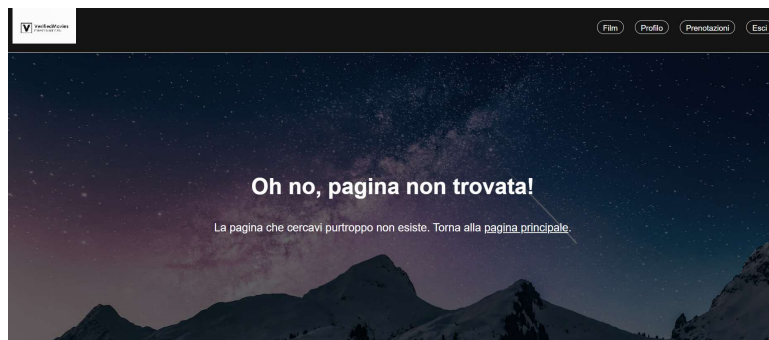 VerifiedMovies
Film
Profilo
Prenotazioni
Esci
Oh no, pagina non trovata!
La pagina che cercavi purtroppo non esiste. Torna alla pagina principale.